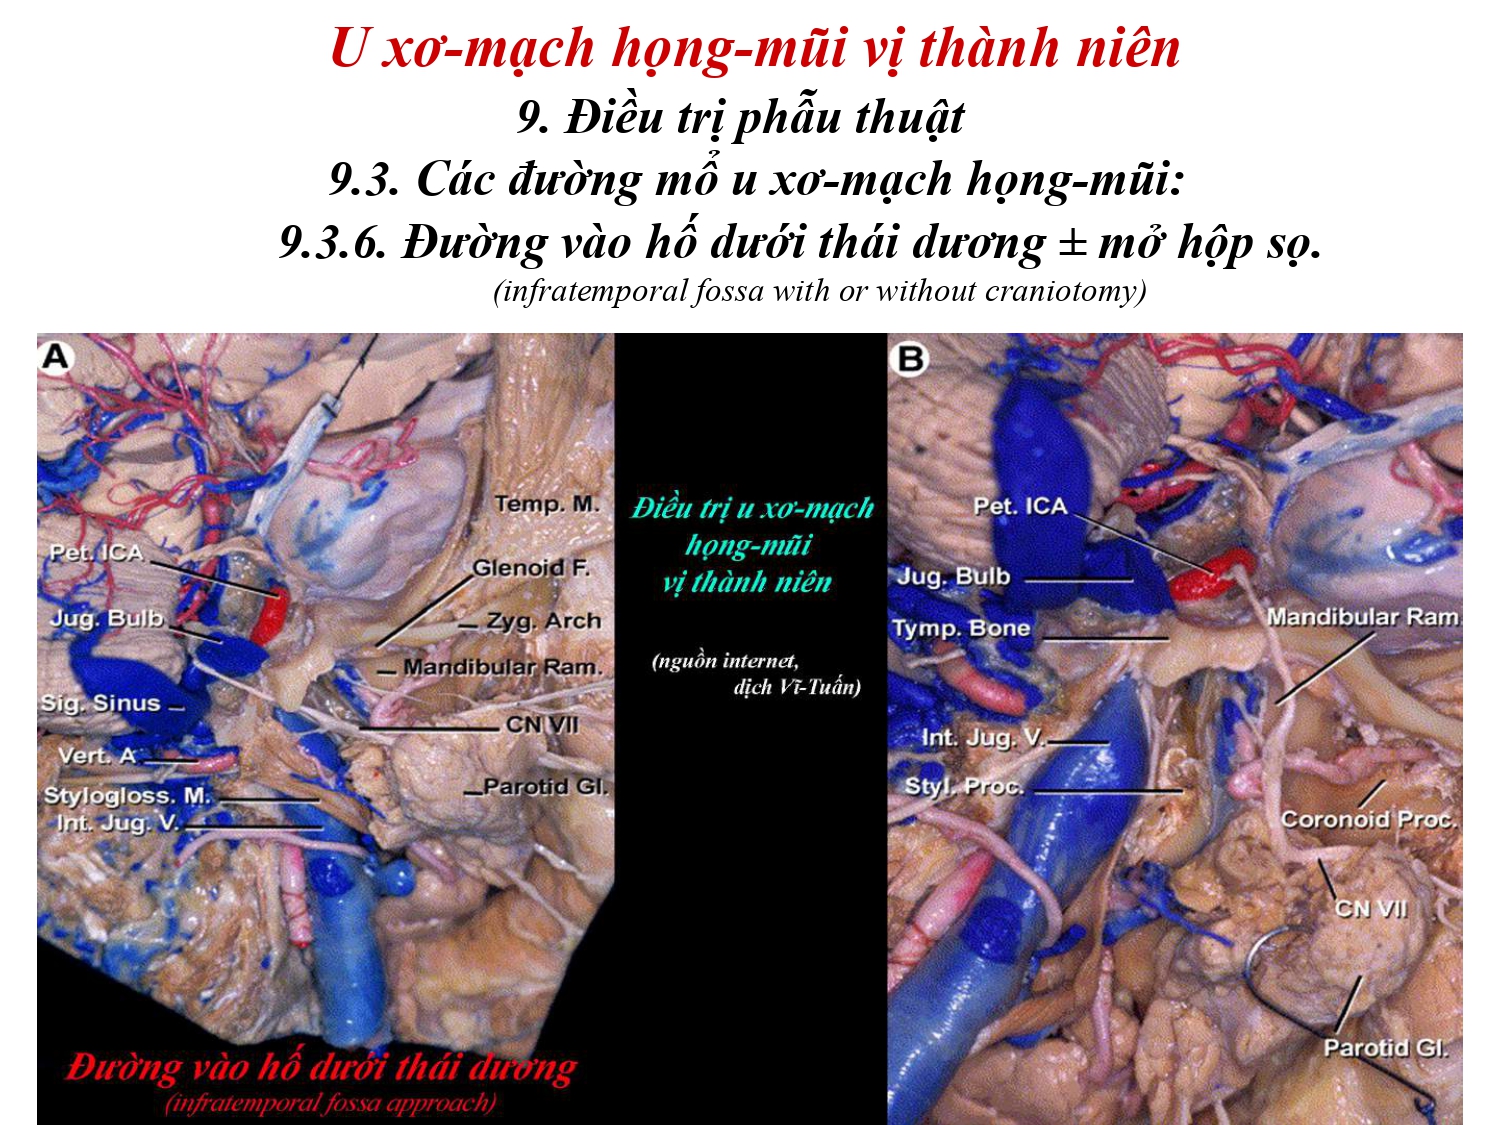 U xơ-mạch họng-mũi vị thành niên
9. Điều trị phẫu thuật
9.3. Các đường mổ u xơ-mạch họng-mũi:
9.3.6. Đường vào hố dưới thái dương ± mở hộp sọ.
(infratemporal fossa with or without craniotomy)
A
Temp. M.
Pet. ICA
Glenoid F.
Jug. Bulb
Zyg. Arch
Mandibular Ram.
Sig. Sinus
CN VII
Vert. A
Parotid Gl.
Stylogloss. M.
Int. Jug. V.
Đường vào hố dưới thái dương
(infratemporal fossa approach)
Điều trị u xơ-mạch
họng-mũi
vị thành niên
(nguồn internet,
dịch Vĩ-Tuấn)
B
Pet. ICA
Jug. Bulb
Mandibular Ram.
Tymp. Bone
Int. Jug. V.
Styl. Proc.
Coronoid Proc.
CN VII
Parotid Gl.